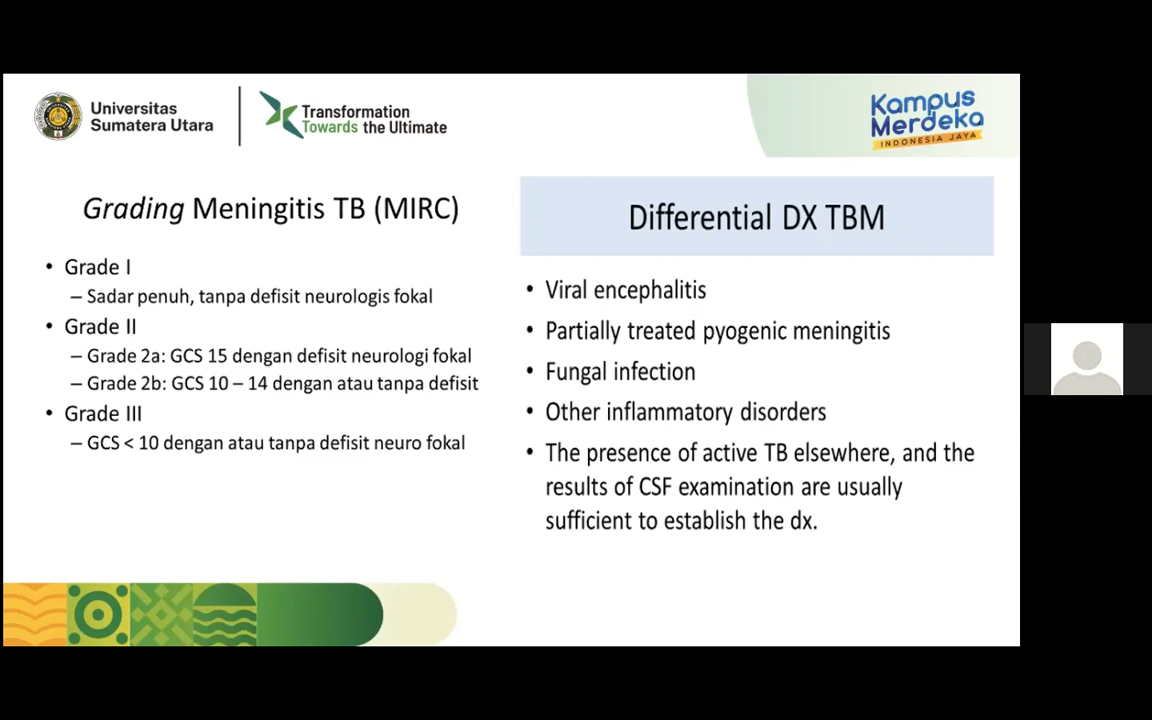 Universitas
Sumatera Utara
Transformation
Towards the Ultimate
Kampus
Merdeka
INDONESIA JAYA
Grading Meningitis TB (MIRC)
• Grade I
– Sadar penuh, tanpa defisit neurologis fokal
• Grade II
– Grade 2a: GCS 15 dengan defisit neurologi fokal
– Grade 2b: GCS 10 – 14 dengan atau tanpa defisit
• Grade III
– GCS < 10 dengan atau tanpa defisit neuro fokal
Differential DX TBM
• Viral encephalitis
• Partially treated pyogenic meningitis
• Fungal infection
• Other inflammatory disorders
• The presence of active TB elsewhere, and the
results of CSF examination are usually
sufficient to establish the dx.